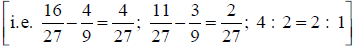 [i.e. 16/27 − 4/9 = 4/27; 11/27 − 3/9 = 2/27; 4 : 2 = 2 : 1]